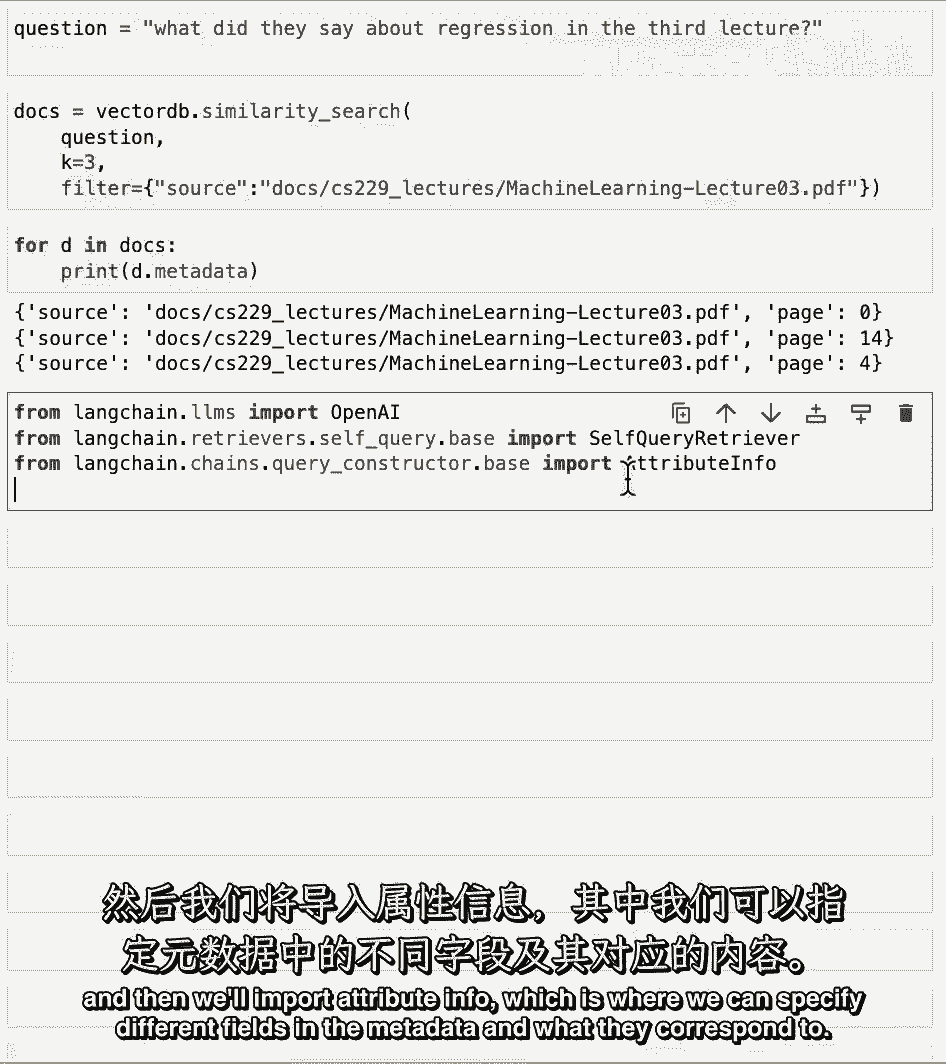 question = "what did they say about regression in the third lecture?"
docs = vectordb.similarity_search(
    question,
    k=3,
    filter={"source":"docs/cs229_lectures/MachineLearning-Lecture03.pdf"})
for d in docs:
    print(d.metadata)
{'source': 'docs/cs229_lectures/MachineLearning-Lecture03.pdf', 'page': 0}
{'source': 'docs/cs229_lectures/MachineLearning-Lecture03.pdf', 'page': 14}
{'source': 'docs/cs229_lectures/MachineLearning-Lecture03.pdf', 'page': 4}
from langchain.llms import OpenAI
from langchain.retrievers.self_query.base import SelfQueryRetriever
from langchain.chains.query_constructor.base import AttributeInfo
然后我们将导入属性信息，其中我们可以指
定元数据中的不同字段及其对应的内容。
and then we'll import attribute info, which is where we can specify
different fields in the metadata and what they correspond to.